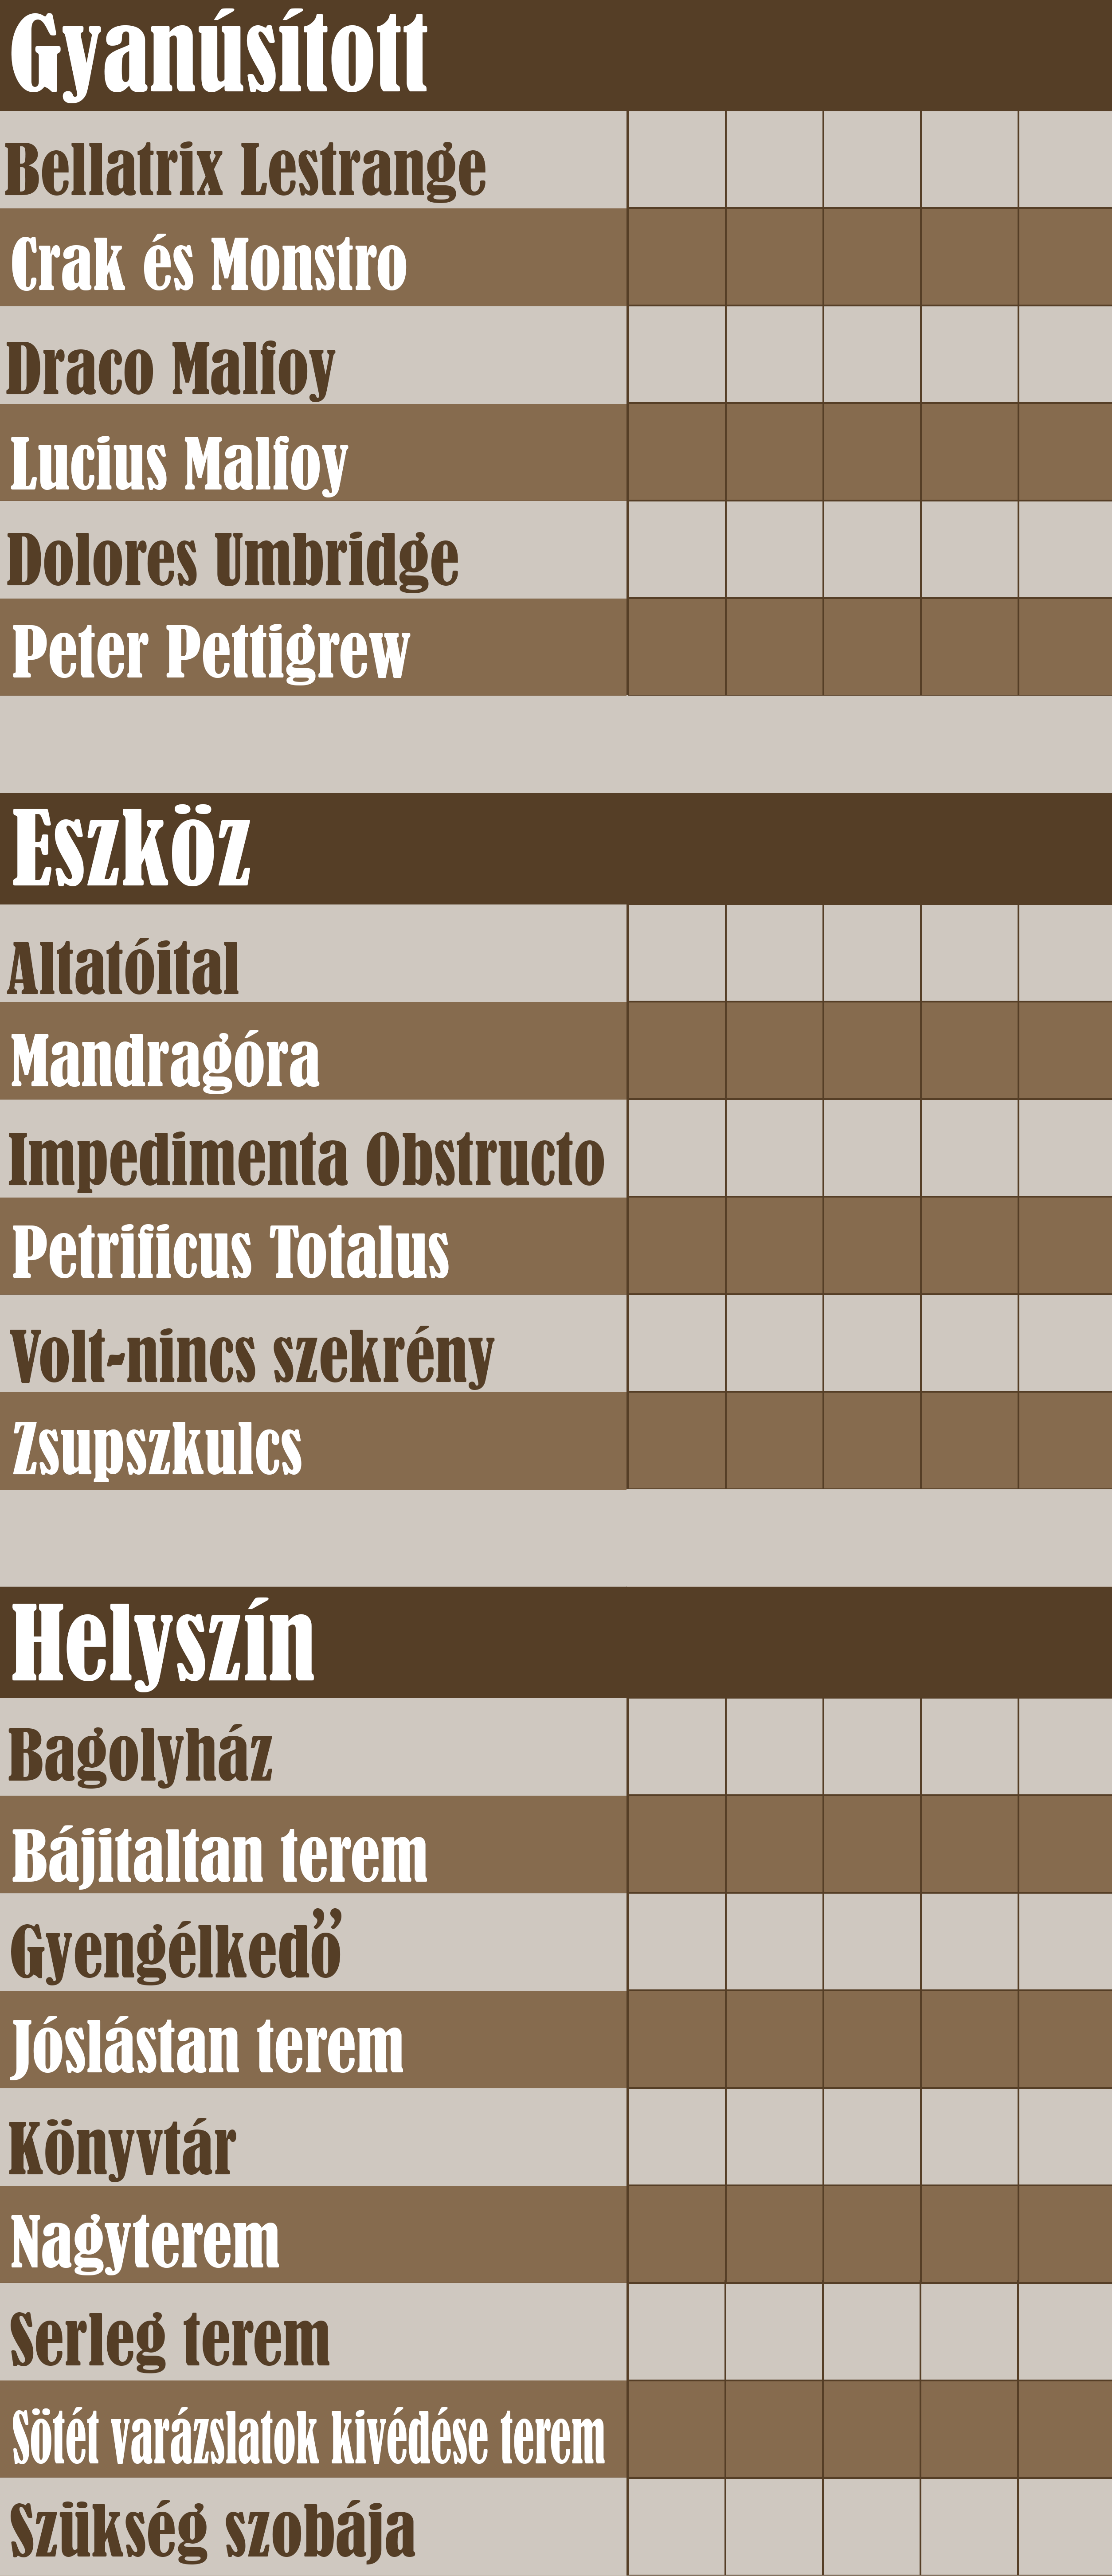 Gyanúsított
Bellatrix Lestrange
Crak és Monstro
Draco Malfoy
Lucius Malfoy
Dolores Umbridge
Peter Pettigrew
Eszköz
Altatóital
Mandragóra
Impedimenta Obstructo
Petrificus Totalus
Volt-nincs szekrény
Zsupszkulcs
Helyszín
Bagolyház
Bájitaltan terem
Gyengélkedő
Jóslástan terem
Könyvtár
Nagyterem
Serleg terem
Sötét varázslatok kivédése terem
Szükség szobája